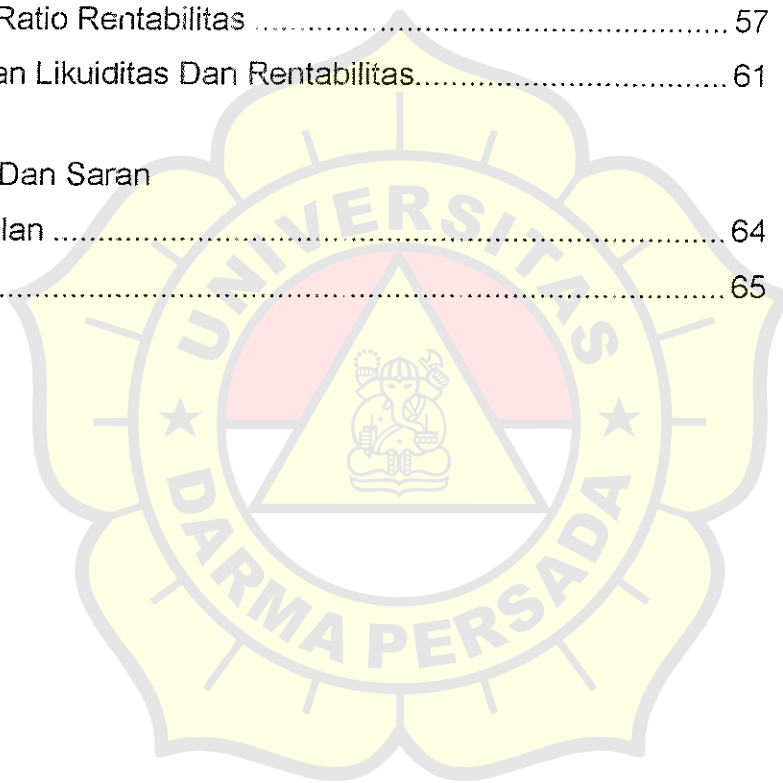 Ratio Rentabilitas ........................................................ 57
an Likuiditas Dan Rentabilitas..................................... 61
Dan Saran
lan ................................................................................ 64
........................................................................................ 65
UNIVERSITAS
DARMA PERSADA